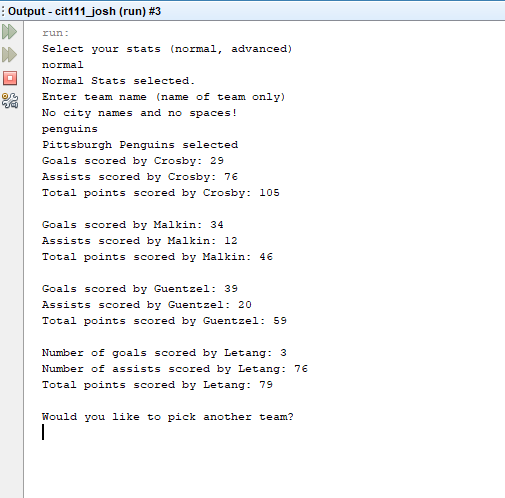 Output - cit111_josh (run) #3
run:
Select your stats (normal, advanced)
normal
Normal Stats selected.
Enter team name (name of team only)
No city names and no spaces!
penguins
Pittsburgh Penguins selected
Goals scored by Crosby: 29
Assists scored by Crosby: 76
Total points scored by Crosby: 105
Goals scored by Malkin: 34
Assists scored by Malkin: 12
Total points scored by Malkin: 46
Goals scored by Guentzel: 39
Assists scored by Guentzel: 20
Total points scored by Guentzel: 59
Number of goals scored by Letang: 3
Number of assists scored by Letang: 76
Total points scored by Letang: 79
Would you like to pick another team?